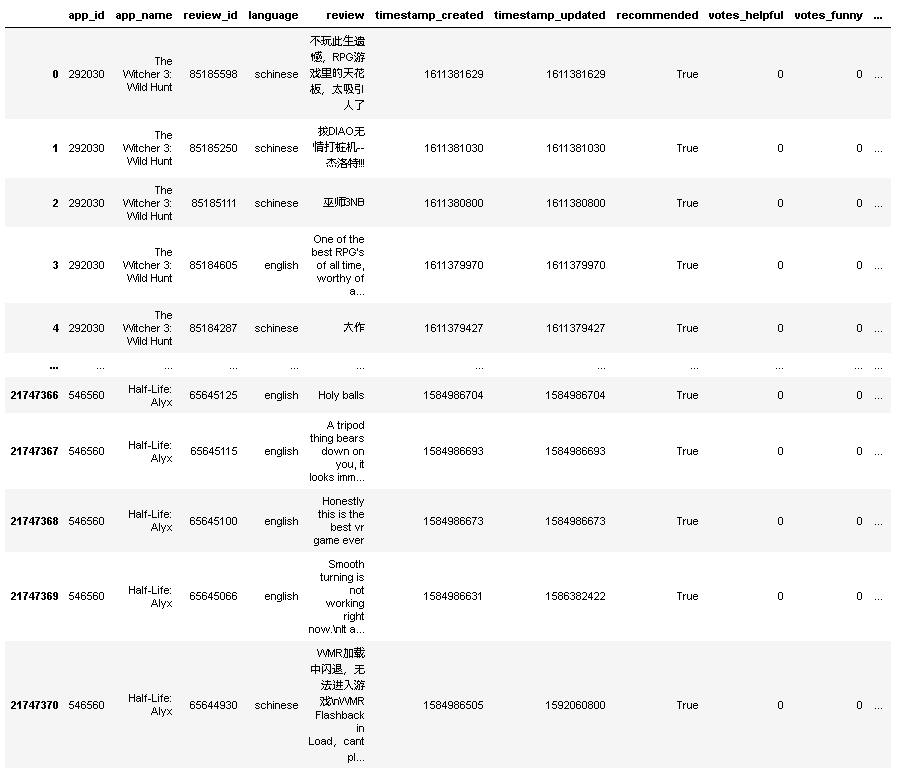 app_id app_name review_id language review timestamp_created timestamp_updated recommended votes_helpful votes_funny ...
0 292030 The Witcher 3: Wild Hunt 85185598 schinese 不玩此生遗憾，RPG游戏里的天花板，太吸引人了 1611381629 1611381629 True 0 0 ...
1 292030 The Witcher 3: Wild Hunt 85185250 schinese 拔DIAO无情打桩机--杰洛特!!! 1611381030 1611381030 True 0 0 ...
2 292030 The Witcher 3: Wild Hunt 85185111 schinese 巫师3NB 1611380800 1611380800 True 0 0 ...
3 292030 The Witcher 3: Wild Hunt 85184605 english One of the best RPG's of all time, worthy of a... 1611379970 1611379970 True 0 0 ...
4 292030 The Witcher 3: Wild Hunt 85184287 schinese 大作 1611379427 1611379427 True 0 0 ...
... ... ... ... ... ... ... ... ... ... ... ...
21747366 546560 Half-Life: Alyx 65645125 english Holy balls 1584986704 1584986704 True 0 0 ...
21747367 546560 Half-Life: Alyx 65645115 english A tripod thing bears down on you, it looks imm... 1584986693 1584986693 True 0 0 ...
21747368 546560 Half-Life: Alyx 65645100 english Honestly this is the best vr game ever 1584986673 1584986673 True 0 0 ...
21747369 546560 Half-Life: Alyx 65645066 english Smooth turning is not working right now.\nIt a... 1584986631 1586382422 True 0 0 ...
21747370 546560 Half-Life: Alyx 65644930 schinese WMR加载中闪退，无法进入游戏\nWMR Flashback in Load，cant pl... 1584986505 1592060800 True 0 0 ...